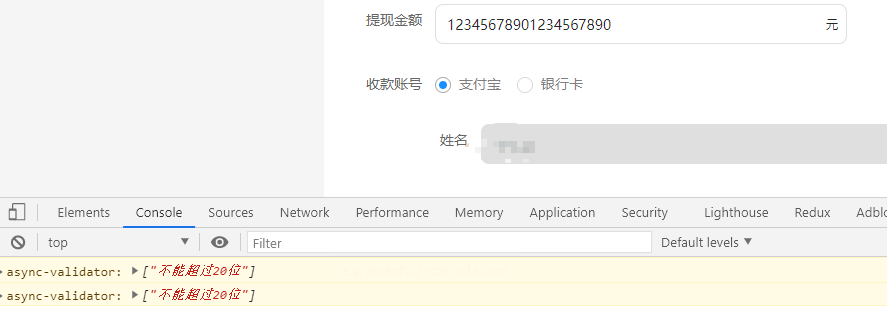 提现金额 12345678901234567890 元
收款账号 支付宝 银行卡
姓名
Elements Console Sources Network Performance Memory Application Security Lighthouse Redux Adblo
top Filter Default levels
async-validator: ["不能超过20位"]
async-validator: ["不能超过20位"]